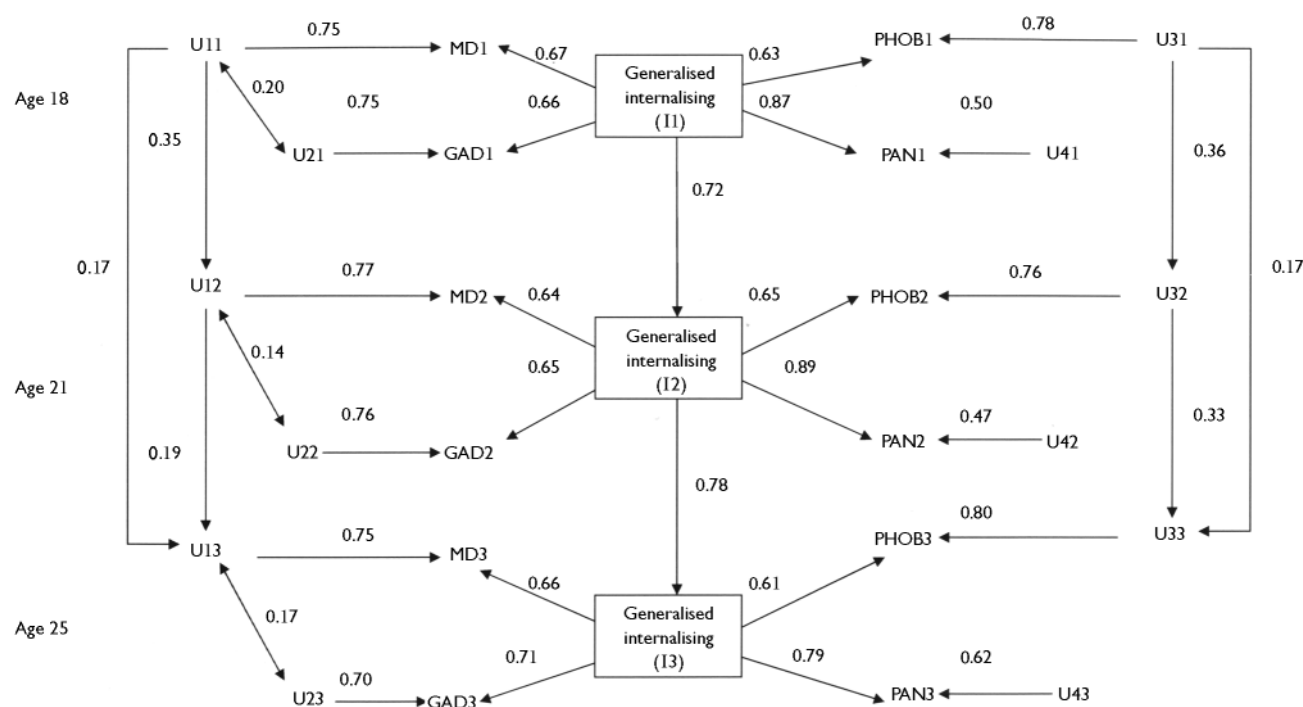 0.75
0.78
U11
MD1
0.67
0.63
PHOB1
U31
Generalised
internalising
(I1)
Age 18
0.20
0.75
0.66
0.87
0.50
0.35
U21
GAD1
PAN1
U41
0.36
0.72
0.17
0.17
U12
0.77
MD2
0.64
0.65
PHOB2
0.76
U32
Generalised
internalising
(I2)
0.14
0.65
0.89
Age 21
0.76
0.47
0.33
0.19
U22
GAD2
PAN2
U42
0.78
0.80
U13
0.75
MD3
PHOB3
U33
0.66
0.61
Generalised
internalising
(I3)
0.17
Age 25
0.71
0.79
0.62
U23
0.70
GAD3
PAN3
U43